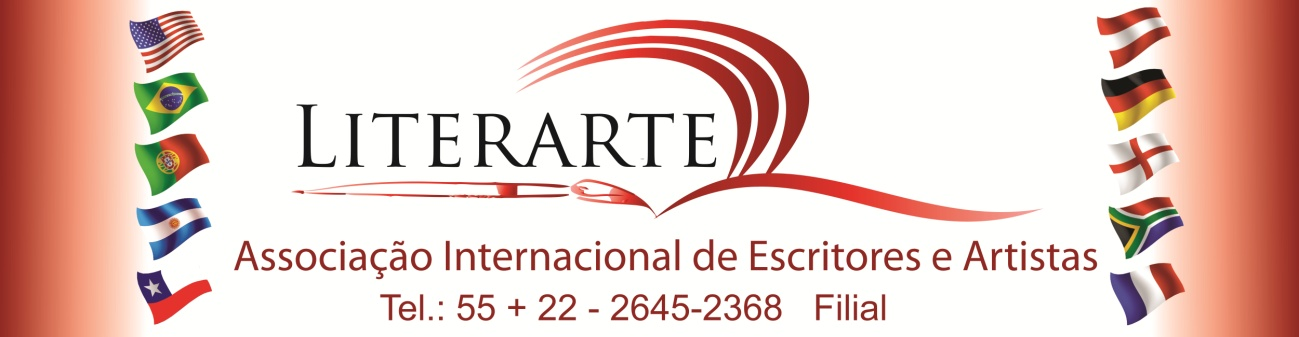 LITERARTE
Associação Internacional de Escritores e Artistas
Tel.: 55 + 22 - 2645-2368 Filial